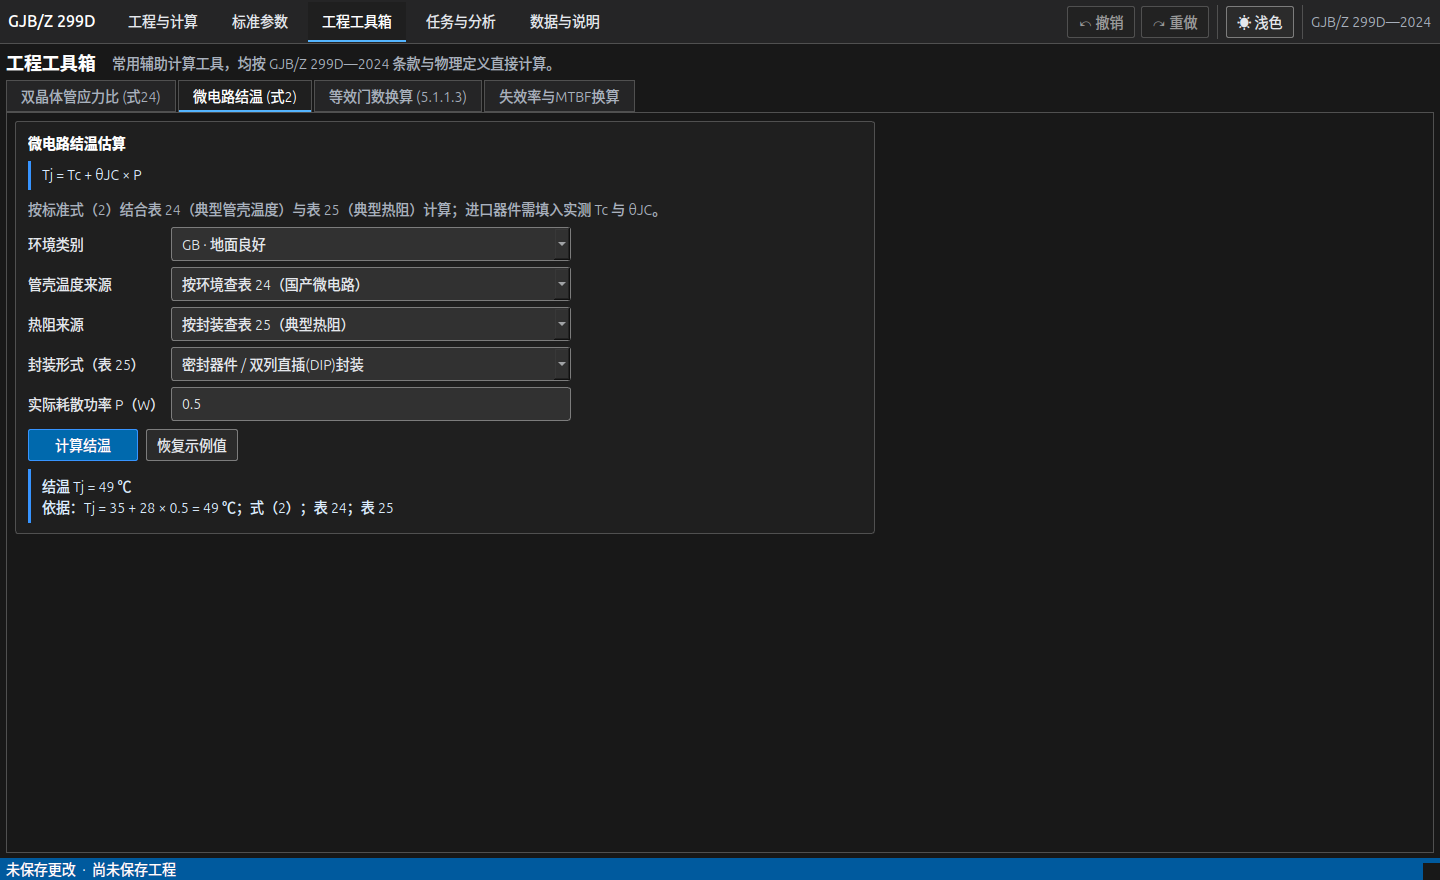 GJB/Z 299D 工程与计算 标准参数 工程工具箱 任务与分析 数据与说明 撤销 重做 浅色 GJB/Z 299D—2024
工程工具箱 常用辅助计算工具，均按 GJB/Z 299D—2024 条款与物理定义直接计算。
双晶体管应力比 (式24) 微电路结温 (式2) 等效门数换算 (5.1.1.3) 失效率与MTBF换算
微电路结温估算
Tj = Tc + θJC × P
按标准式（2）结合表 24（典型管壳温度）与表 25（典型热阻）计算；进口器件需填入实测 Tc 与 θJC。
环境类别 GB · 地面良好
管壳温度来源 按环境查表 24（国产微电路）
热阻来源 按封装查表 25（典型热阻）
封装形式（表 25） 密封器件 / 双列直插(DIP)封装
实际耗散功率 P（W） 0.5
计算结温 恢复示例值
结温 Tj = 49 ℃
依据：Tj = 35 + 28 × 0.5 = 49 ℃；式（2）；表 24；表 25
未保存更改 · 尚未保存工程